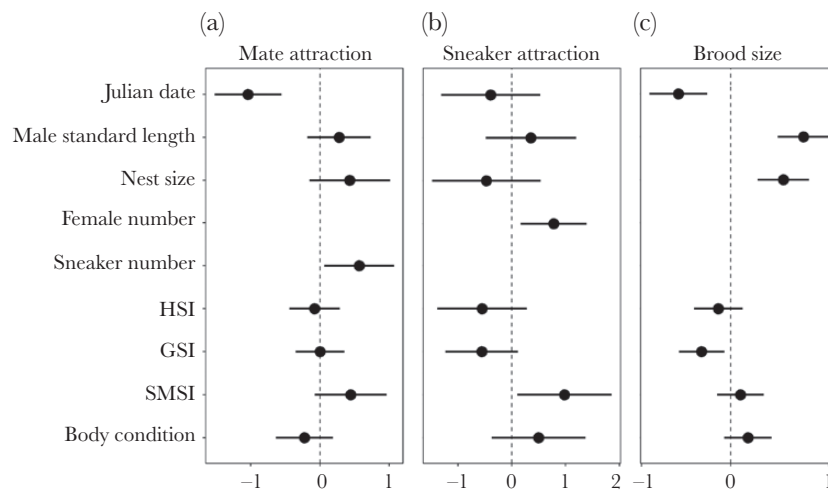 (a) (b) (c)
Mate attraction Sneaker attraction Brood size
Julian date
Male standard length
Nest size
Female number
Sneaker number
HSI
GSI
SMSI
Body condition
−1 0 1 −1 0 1 2 −1 0 1